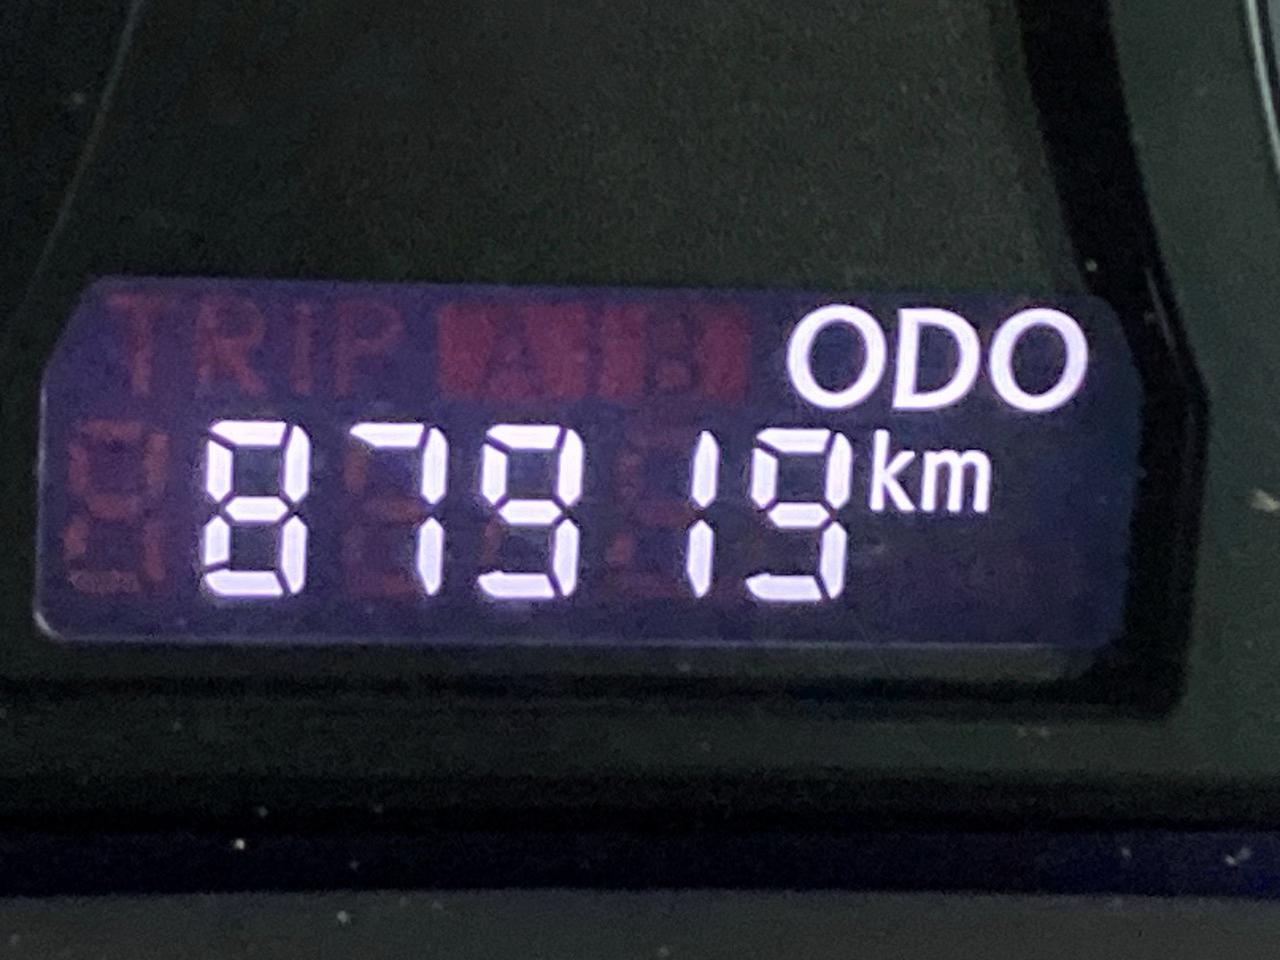 TRIP A B ODO
87919 km